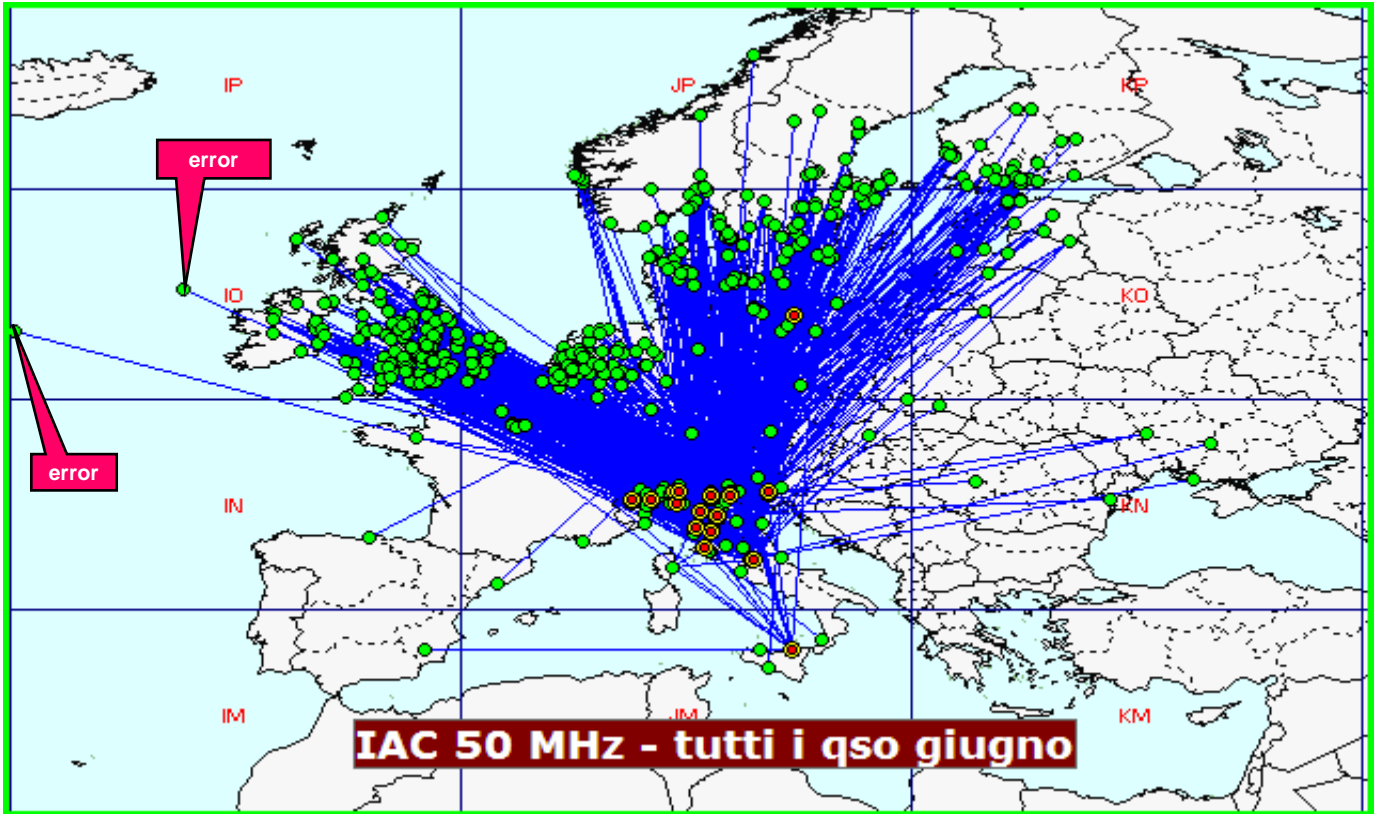 IP
JP
KP
error
IO
KO
error
IN
KN
IM
JM
KM
IAC 50 MHz - tutti i qso giugno